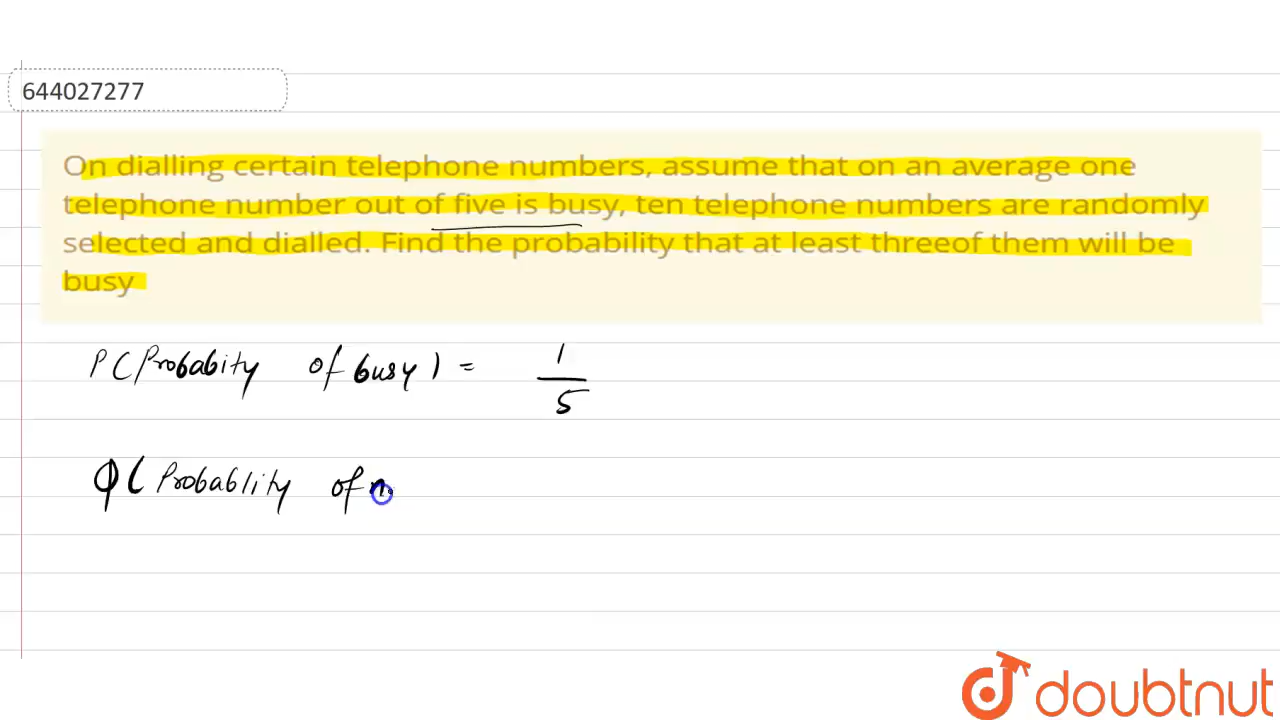 644027277
On dialling certain telephone numbers, assume that on an average one
telephone number out of five is busy, ten telephone numbers are randomly
selected and dialled. Find the probability that at least threeof them will be
busy
P(Probabity of busy) = 1/5
Q( Probablity of n
doubtnut